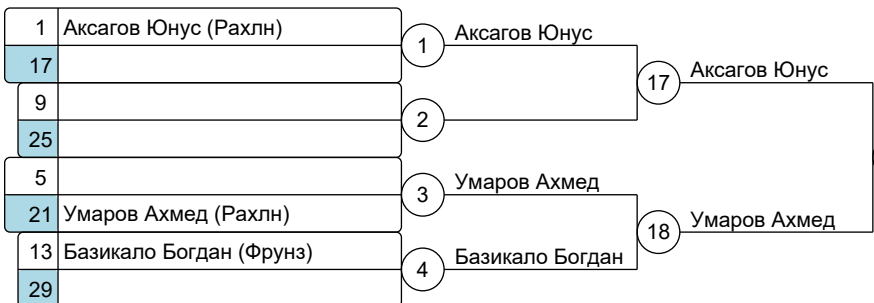 1 Аксагов Юнус (Рахлн)
17
1 Аксагов Юнус
17 Аксагов Юнус
9
25
2
5
21 Умаров Ахмед (Рахлн)
3 Умаров Ахмед
18 Умаров Ахмед
13 Базикало Богдан (Фрунз)
29
4 Базикало Богдан